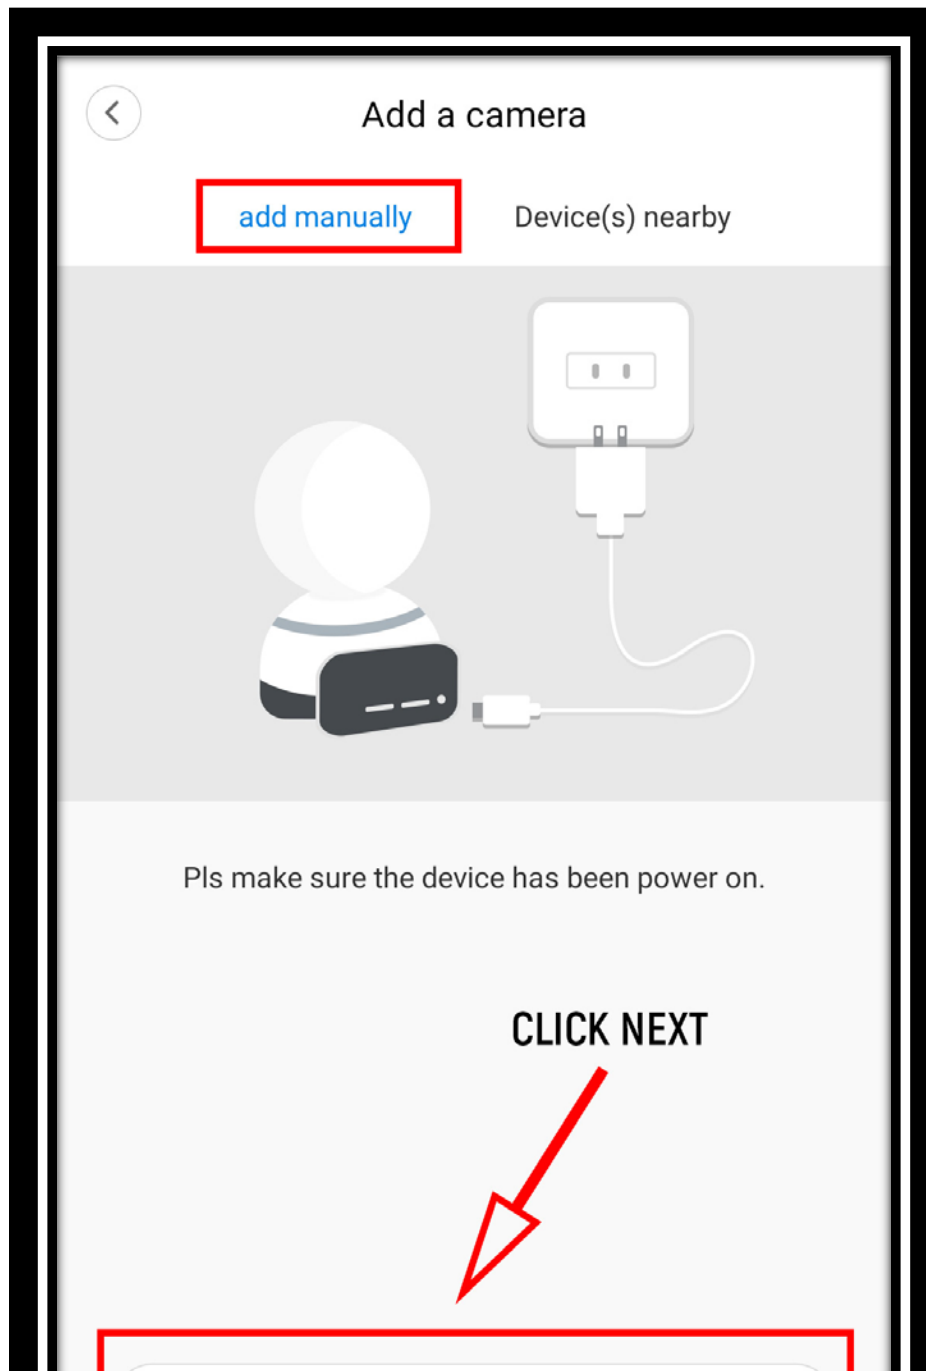 Add a camera
add manually Device(s) nearby
Pls make sure the device has been power on.
CLICK NEXT